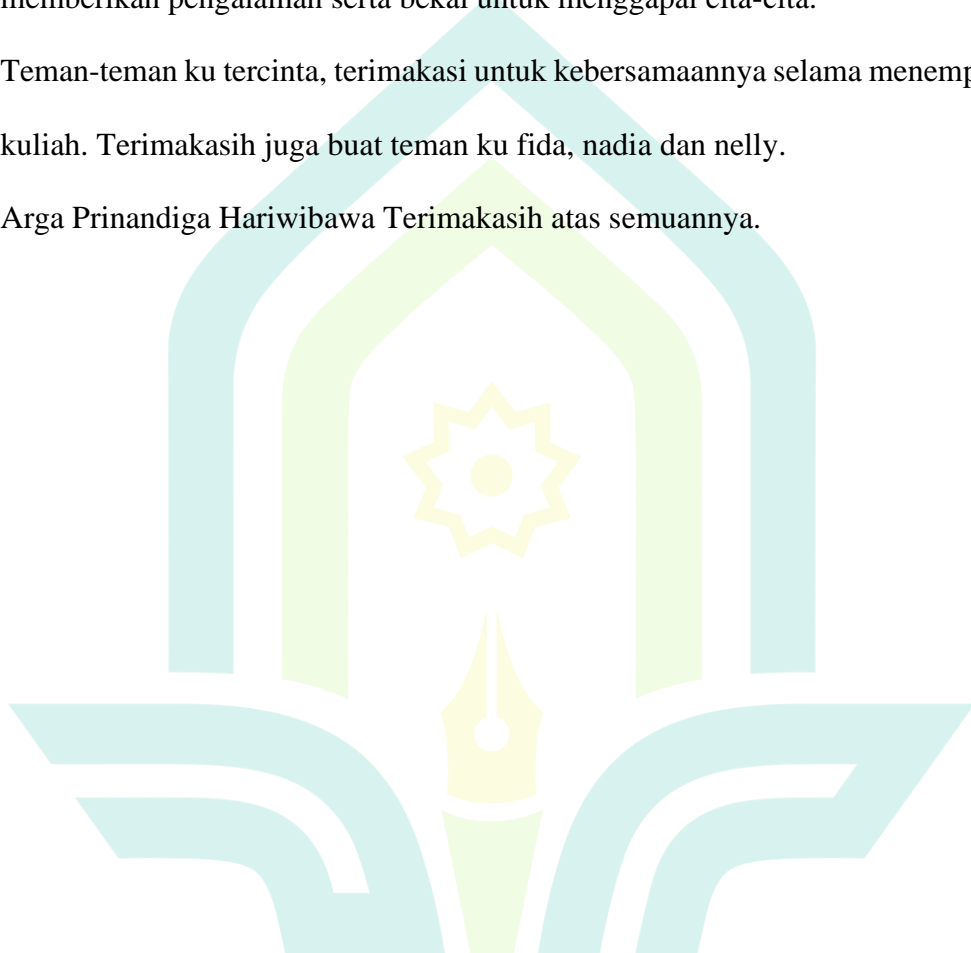 memberikan pengalaman serta bekal untuk menggapai cita-cita.
Teman-teman ku tercinta, terimakasi untuk kebersamaannya selama menemp
kuliah. Terimakasih juga buat teman ku fida, nadia dan nelly.
Arga Prinandiga Hariwibawa Terimakasih atas semuannya.